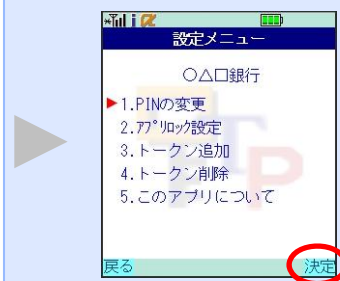 設定メニュー
○△□銀行
1.PINの変更
2.ｱﾌﾟﾘﾛｯｸ設定
3.トークン追加
4.トークン削除
5.このアプリについて
戻る 決定